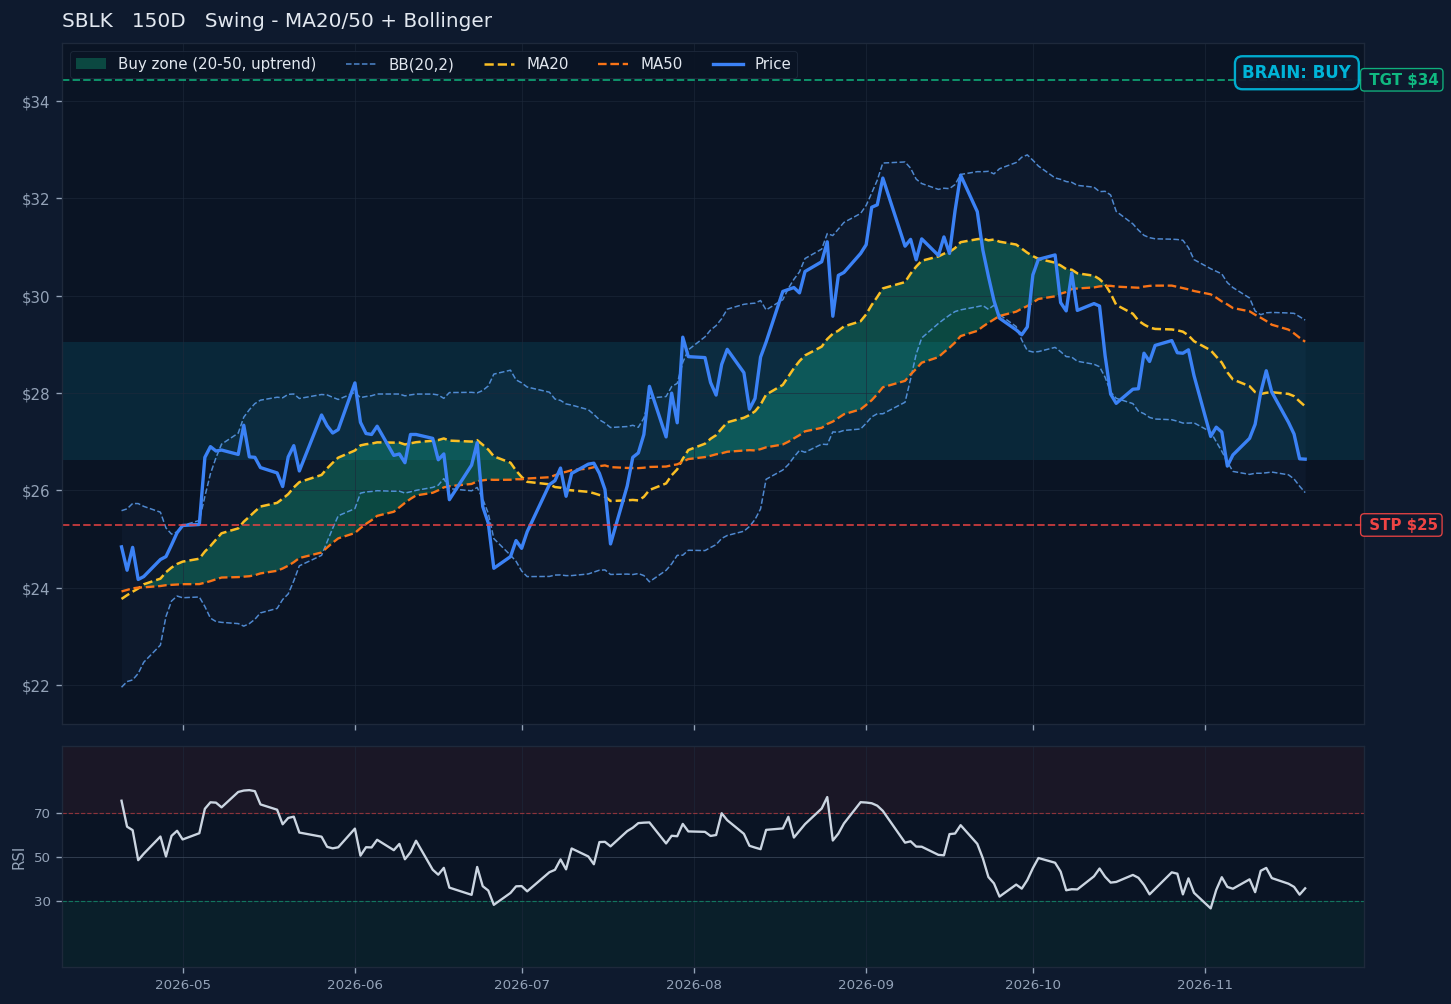 SBLK 150D Swing - MA20/50 + Bollinger
Buy zone (20-50, uptrend) BB(20,2) MA20 MA50 Price
BRAIN: BUY
TGT $34
$34
$32
$30
$28
$26
STP $25
$24
$22
RSI
70
50
30
2026-05 2026-06 2026-07 2026-08 2026-09 2026-10 2026-11